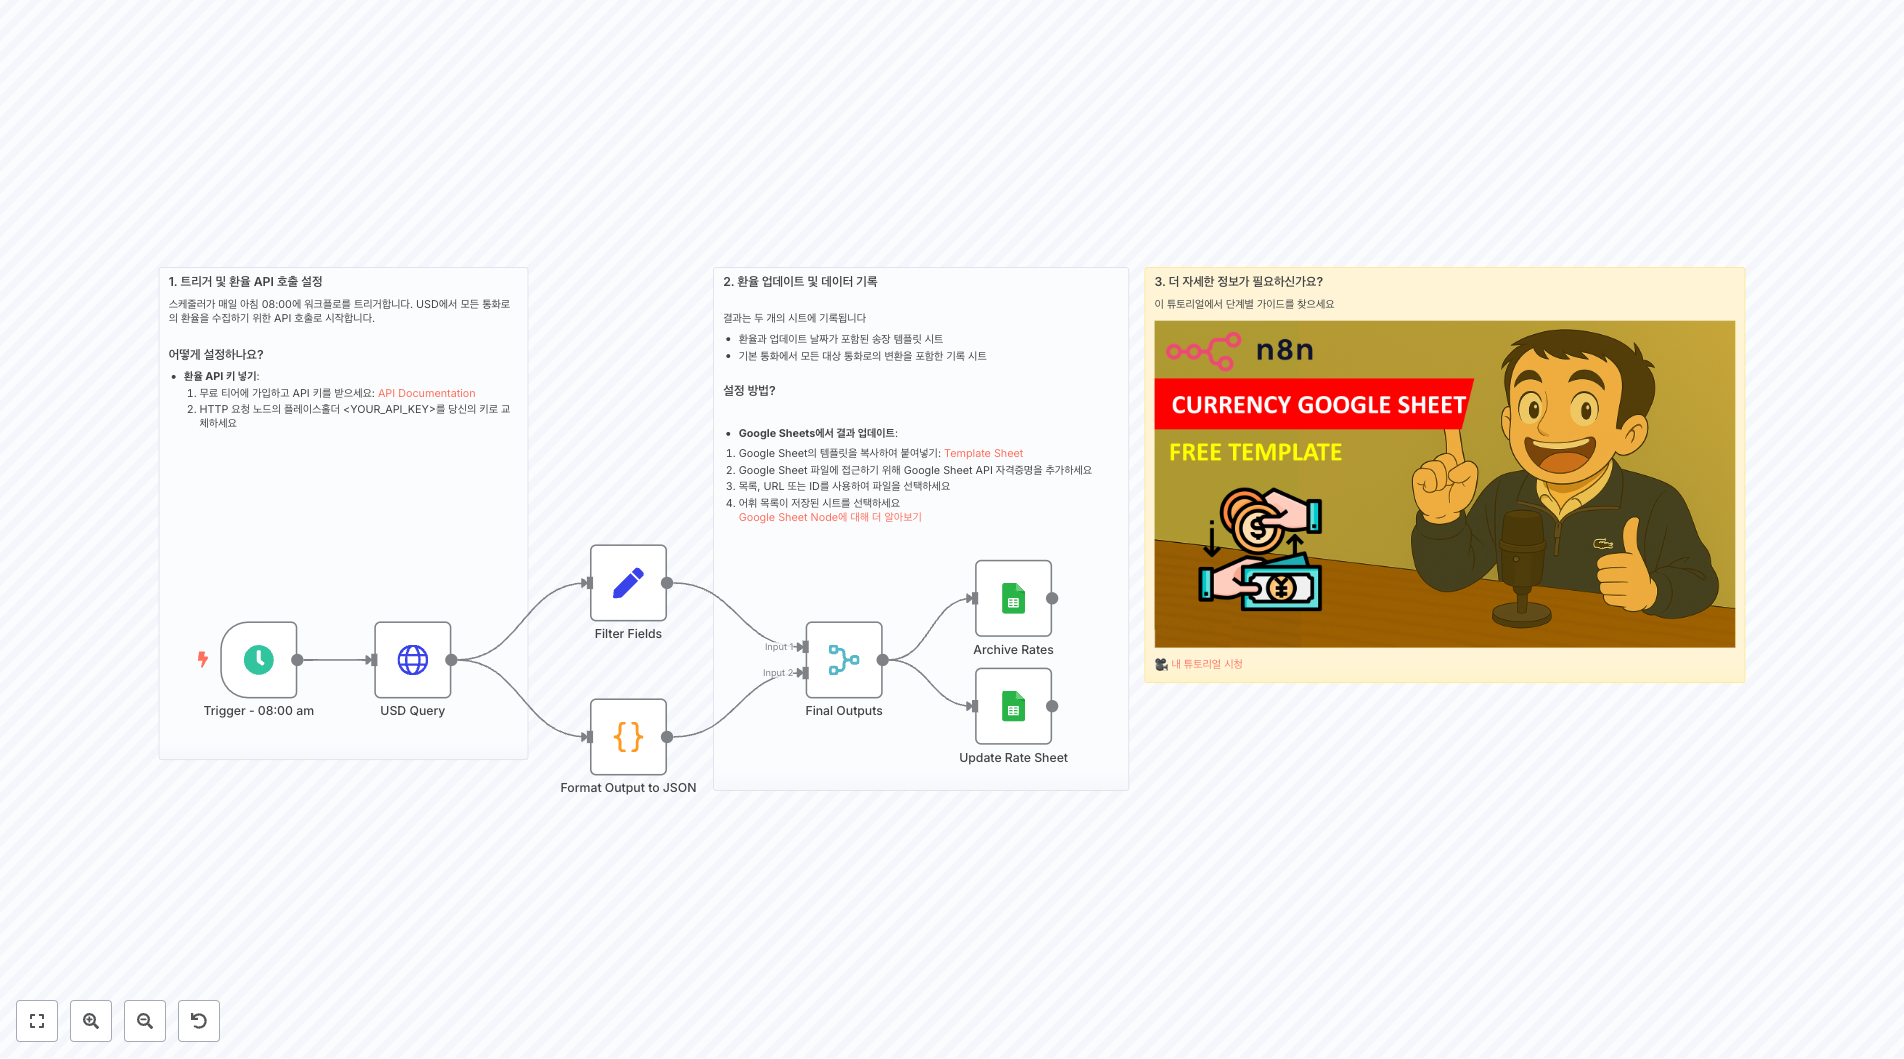 1. 트리거 및 환율 API 호출 설정
스케줄러가 매일 아침 08:00에 워크플로를 트리거합니다. USD에서 모든 통화로
의 환율을 수집하기 위한 API 호출로 시작합니다.
어떻게 설정하나요?
• 환율 API 키 넣기:
1. 무료 티어에 가입하고 API 키를 받으세요: API Documentation
2. HTTP 요청 노드의 플레이스홀더 <YOUR_API_KEY>를 당신의 키로 교
체하세요
Trigger - 08:00 am
USD Query
Filter Fields
Format Output to JSON
2. 환율 업데이트 및 데이터 기록
결과는 두 개의 시트에 기록됩니다
• 환율과 업데이트 날짜가 포함된 송장 템플릿 시트
• 기본 통화에서 모든 대상 통화로의 변환을 포함한 기록 시트
설정 방법?
• Google Sheets에서 결과 업데이트:
1. Google Sheet의 템플릿을 복사하여 붙여넣기: Template Sheet
2. Google Sheet 파일에 접근하기 위해 Google Sheet API 자격증명을 추가하세요
3. 목록, URL 또는 ID를 사용하여 파일을 선택하세요
4. 어휘 목록이 저장된 시트를 선택하세요
Google Sheet Node에 대해 더 알아보기
Input 1
Input 2
Final Outputs
Archive Rates
Update Rate Sheet
3. 더 자세한 정보가 필요하신가요?
이 튜토리얼에서 단계별 가이드를 찾으세요
n8n
CURRENCY GOOGLE SHEET
FREE TEMPLATE
$
¥
🎥 내 튜토리얼 시청